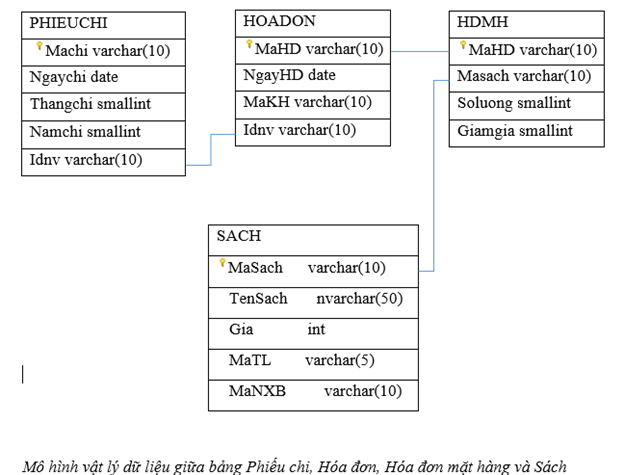 PHIEUCHI
Machi varchar(10)
Ngaychi date
Thangchi smallint
Namchi smallint
Idnv varchar(10)
HOADON
MaHD varchar(10)
NgayHD date
MaKH varchar(10)
Idnv varchar(10)
HDMH
MaHD varchar(10)
Masach varchar(10)
Soluong smallint
Giamgia smallint
SACH
MaSach varchar(10)
TenSach nvarchar(50)
Gia int
MaTL varchar(5)
MaNXB varchar(10)
Mô hình vật lý dữ liệu giữa bảng Phiếu chi, Hóa đơn, Hóa đơn mặt hàng và Sách